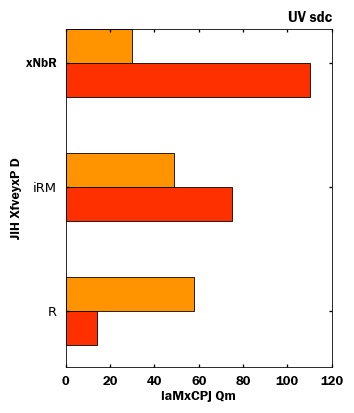 UV sdc
xNbR
iRM
R
JIH XfveyxP D
0 20 40 60 80 100 120
laMxCPJ Qm